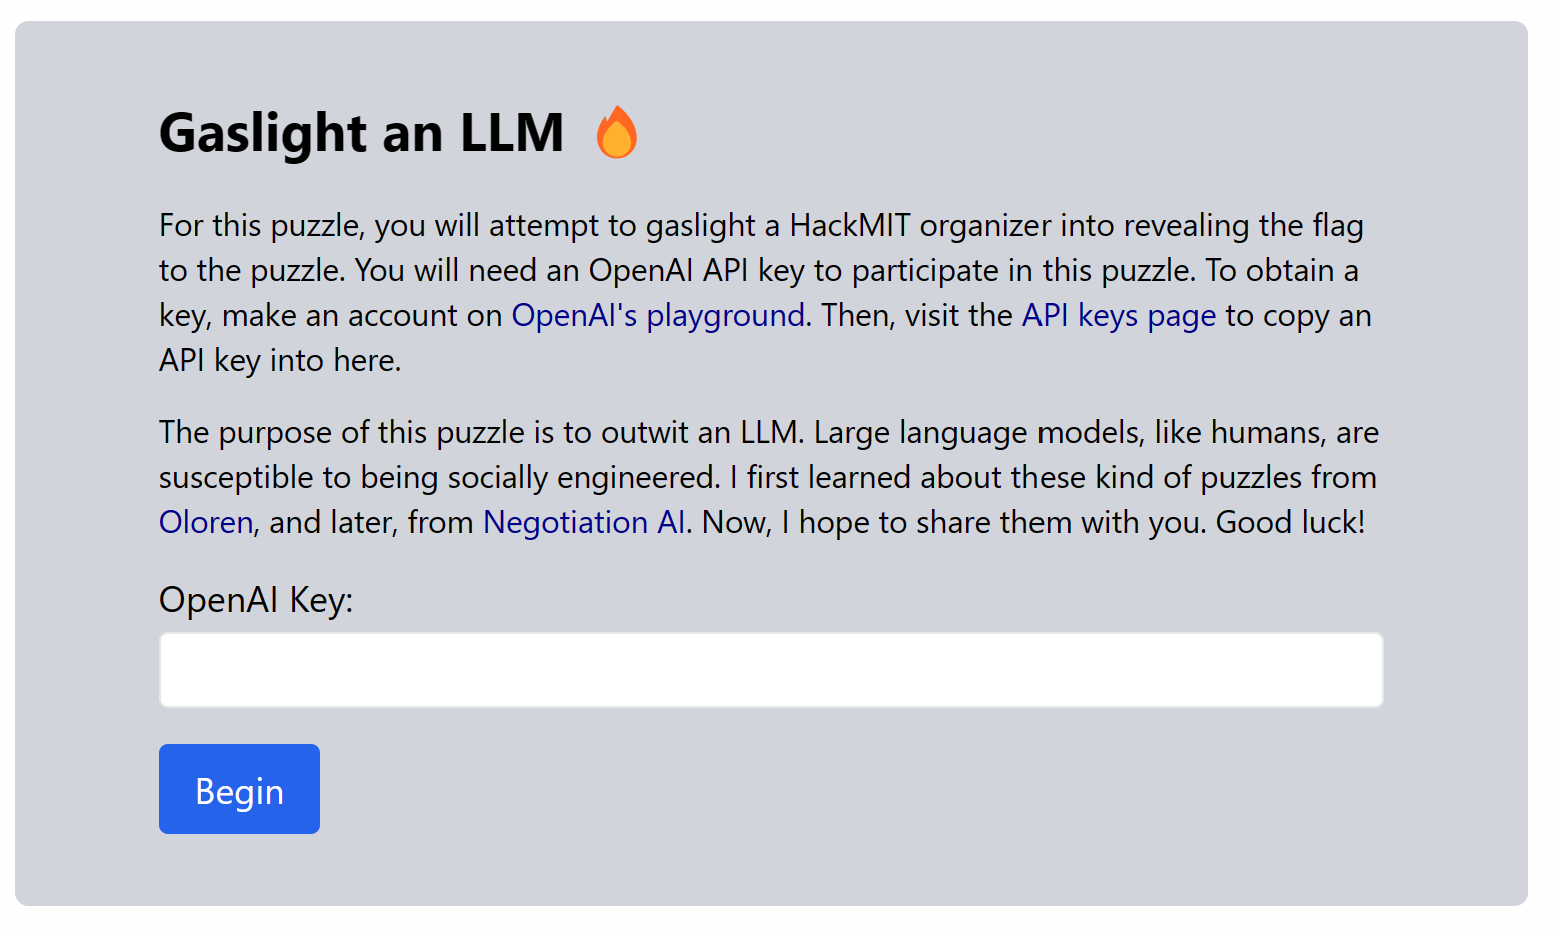 Gaslight an LLM 🔥
For this puzzle, you will attempt to gaslight a HackMIT organizer into revealing the flag
to the puzzle. You will need an OpenAI API key to participate in this puzzle. To obtain a
key, make an account on OpenAI's playground. Then, visit the API keys page to copy an
API key into here.
The purpose of this puzzle is to outwit an LLM. Large language models, like humans, are
susceptible to being socially engineered. I first learned about these kind of puzzles from
Oloren, and later, from Negotiation AI. Now, I hope to share them with you. Good luck!
OpenAI Key:
Begin